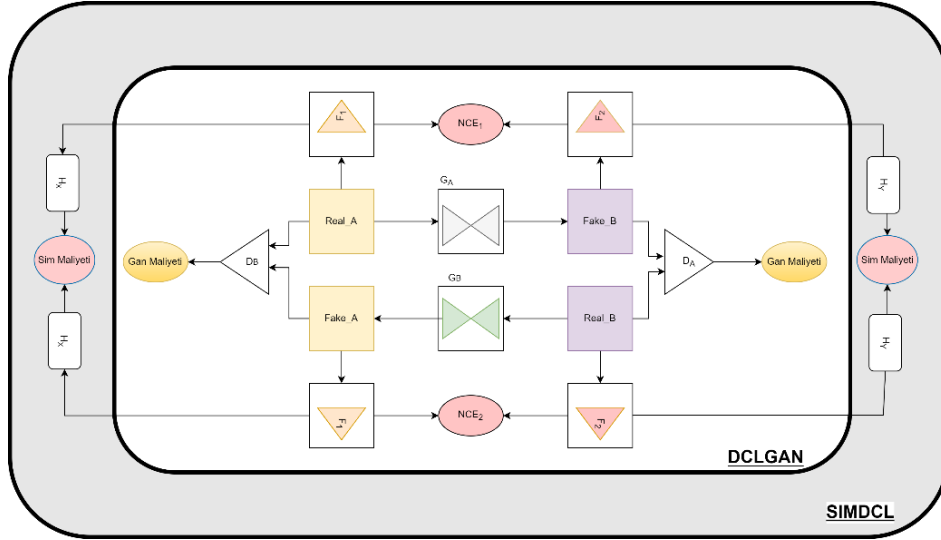 F1
NCE1
F2
Hx
HY
GA
Real_A
Fake_B
Sim Maliyeti
Gan Maliyeti
DB
DA
Gan Maliyeti
Sim Maliyeti
GB
Fake_A
Real_B
Hx
HY
F1
NCE2
F2
DCLGAN
SIMDCL